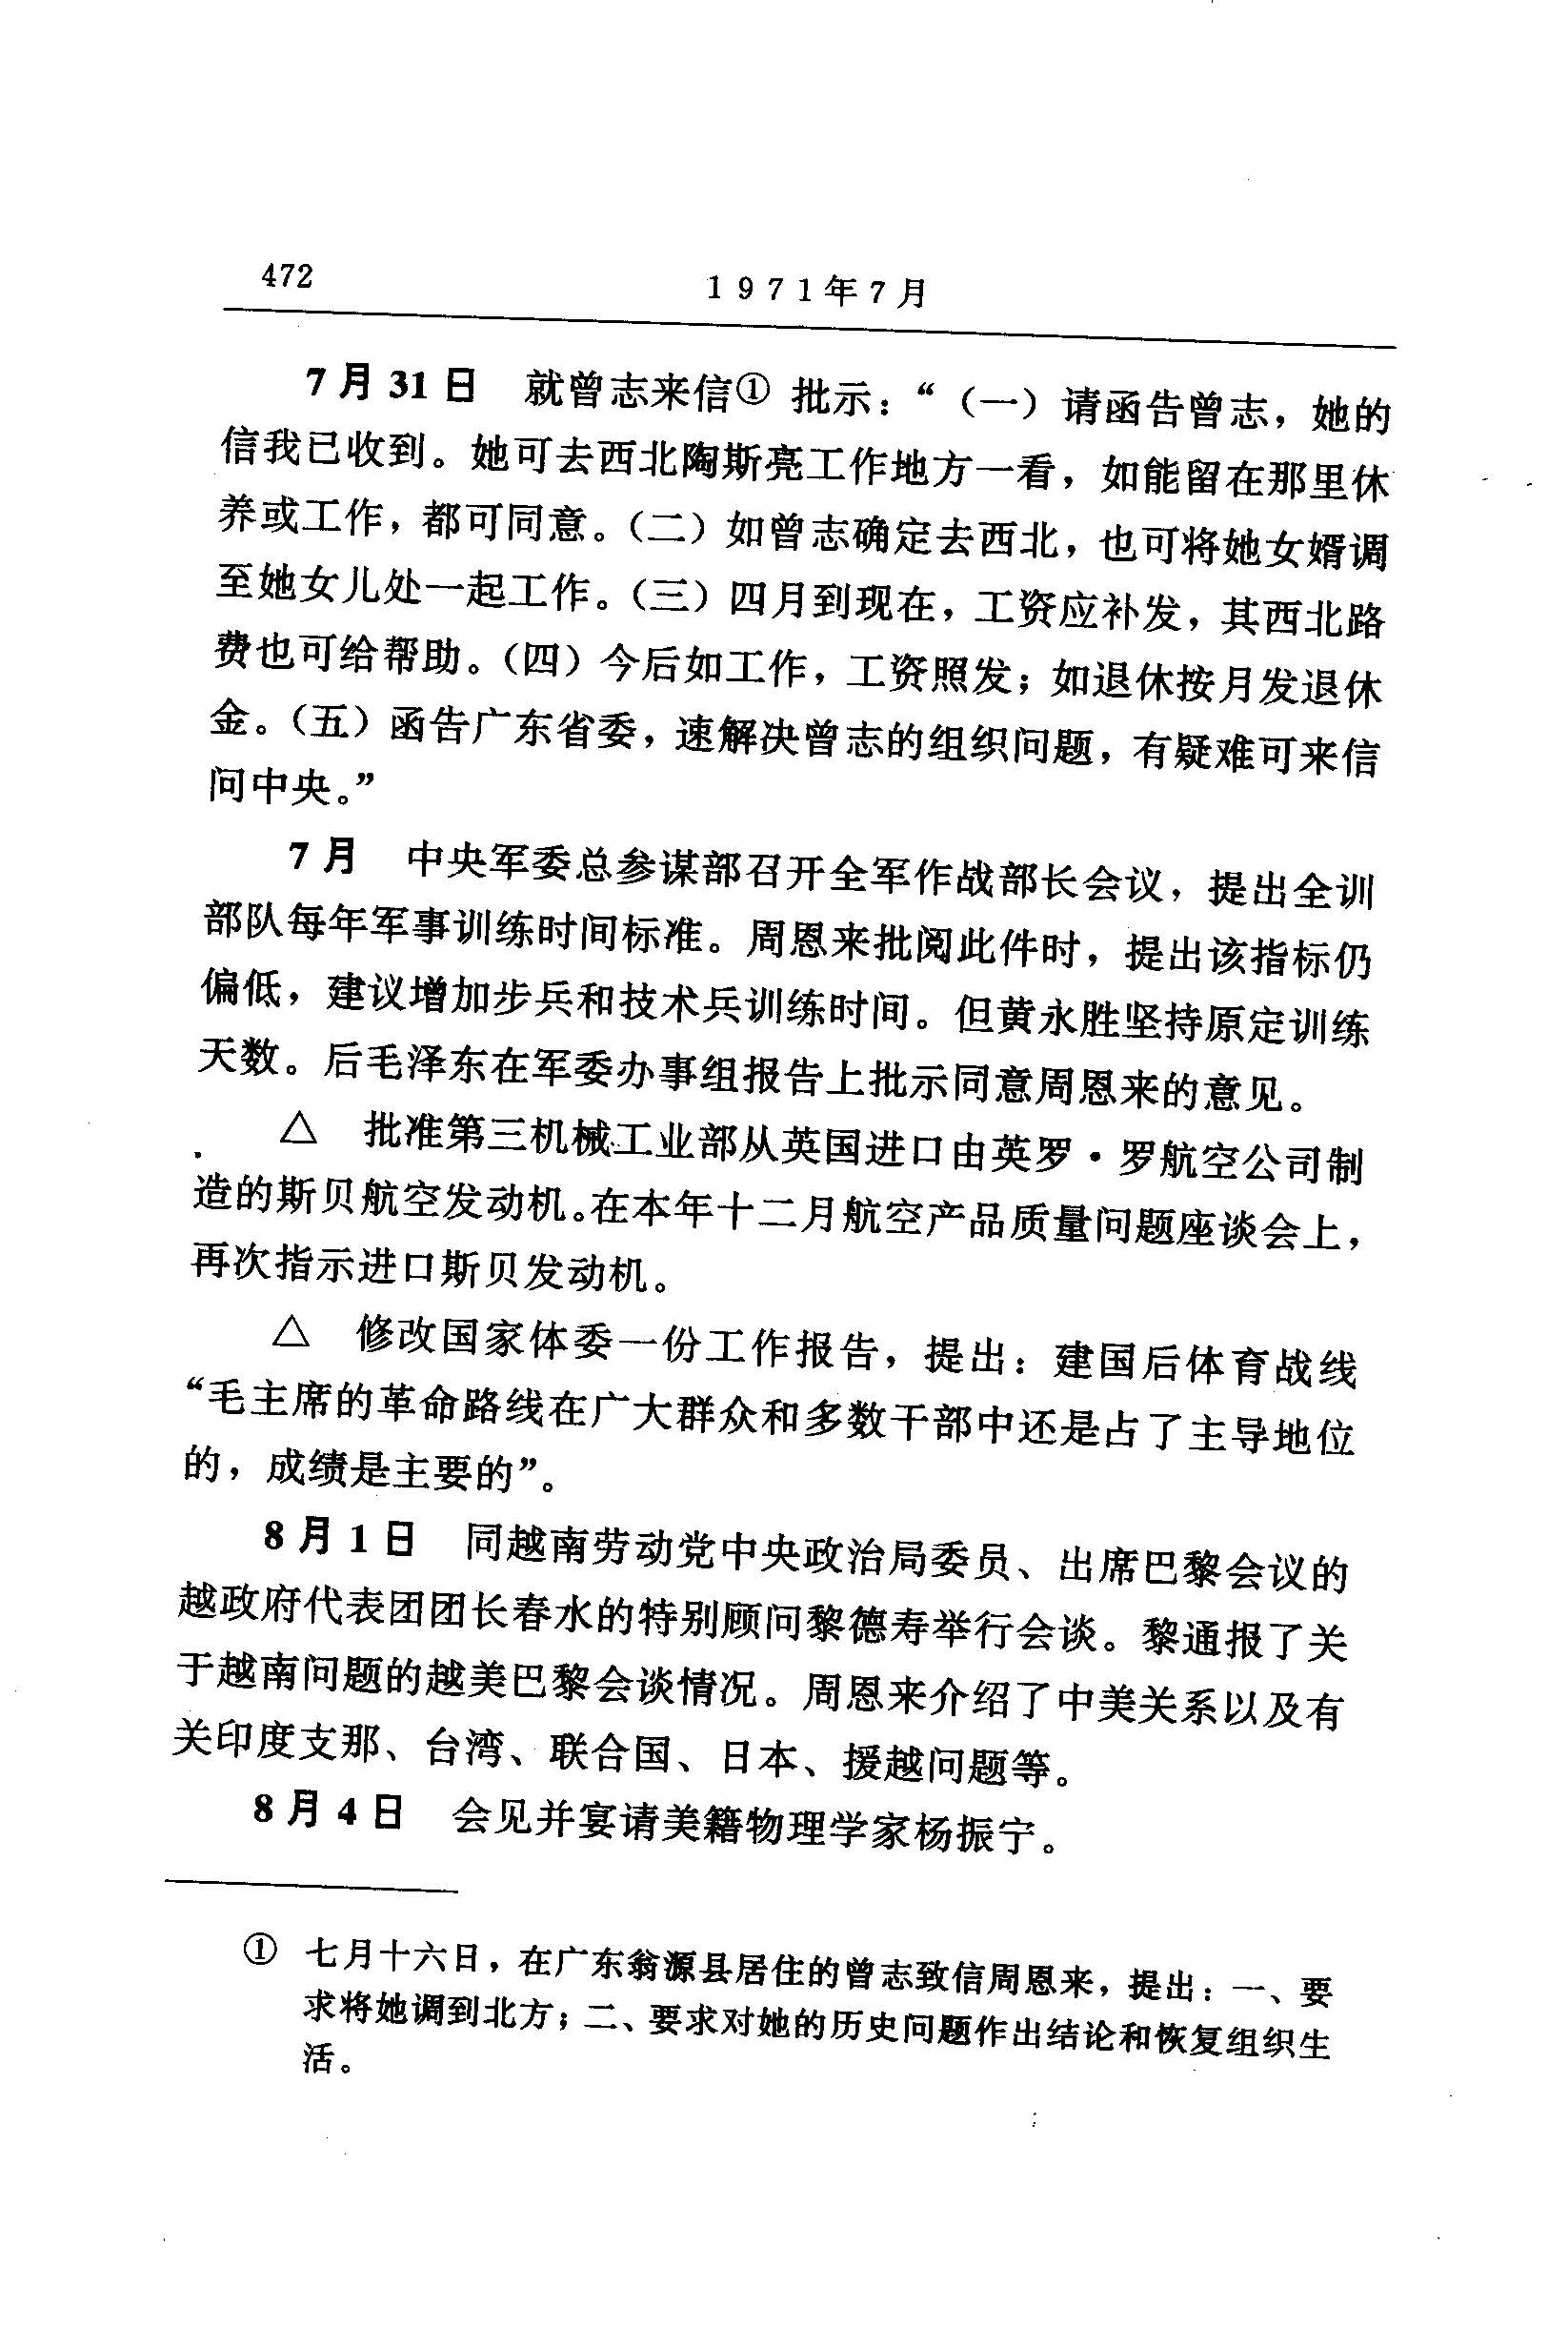 472
1971年7月
7月31日　就曾志来信① 批示：“（一）请函告曾志，她的
信我已收到。她可去西北陶斯亮工作地方一看，如能留在那里休
养或工作，都可同意。（二）如曾志确定去西北，也可将她女婿调
至她女儿处一起工作。（三）四月到现在，工资应补发，其西北路
费也可给帮助。（四）今后如工作，工资照发；如退休按月发退休
金。（五）函告广东省委，速解决曾志的组织问题，有疑难可来信
问中央。”
7月　中央军委总参谋部召开全军作战部长会议，提出全训
部队每年军事训练时间标准。周恩来批阅此件时，提出该指标仍
偏低，建议增加步兵和技术兵训练时间。但黄永胜坚持原定训练
天数。后毛泽东在军委办事组报告上批示同意周恩来的意见。
△　批准第三机械工业部从英国进口由英罗·罗航空公司制
造的斯贝航空发动机。在本年十二月航空产品质量问题座谈会上，
再次指示进口斯贝发动机。
△　修改国家体委一份工作报告，提出：建国后体育战线
“毛主席的革命路线在广大群众和多数干部中还是占了主导地位
的，成绩是主要的”。
8月1日　同越南劳动党中央政治局委员、出席巴黎会议的
越政府代表团团长春水的特别顾问黎德寿举行会谈。黎通报了关
于越南问题的越美巴黎会谈情况。周恩来介绍了中美关系以及有
关印度支那、台湾、联合国、日本、援越问题等。
8月4日　会见并宴请美籍物理学家杨振宁。
①　七月十六日，在广东翁源县居住的曾志致信周恩来，提出：一、要
求将她调到北方；二、要求对她的历史问题作出结论和恢复组织生
活。